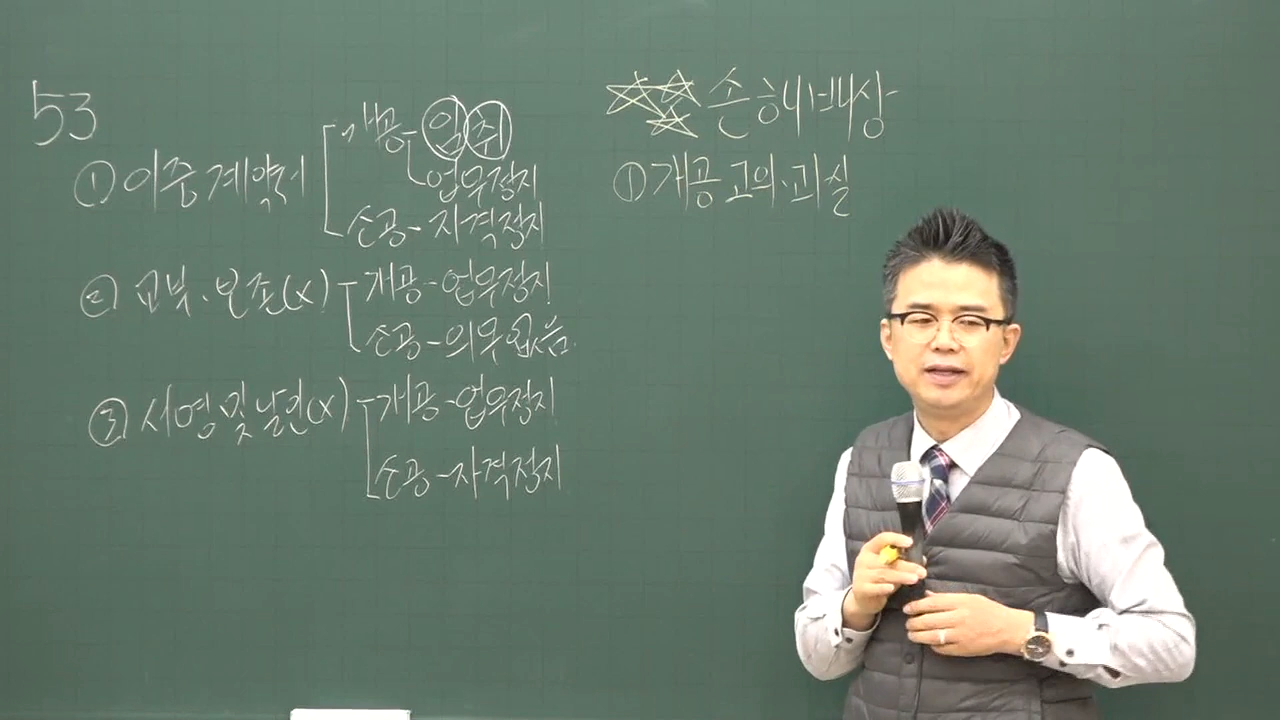 53
① 이중계약서
개공 - 임취
업무정지
소공 - 자격정지
② 교부·보존(x)
개공 - 업무정지
소공 - 의무없음.
③ 서명 및 날인(x)
개공 - 업무정지
소공 - 자격정지
☆☆☆ 손해배상
① 개공 고의·과실